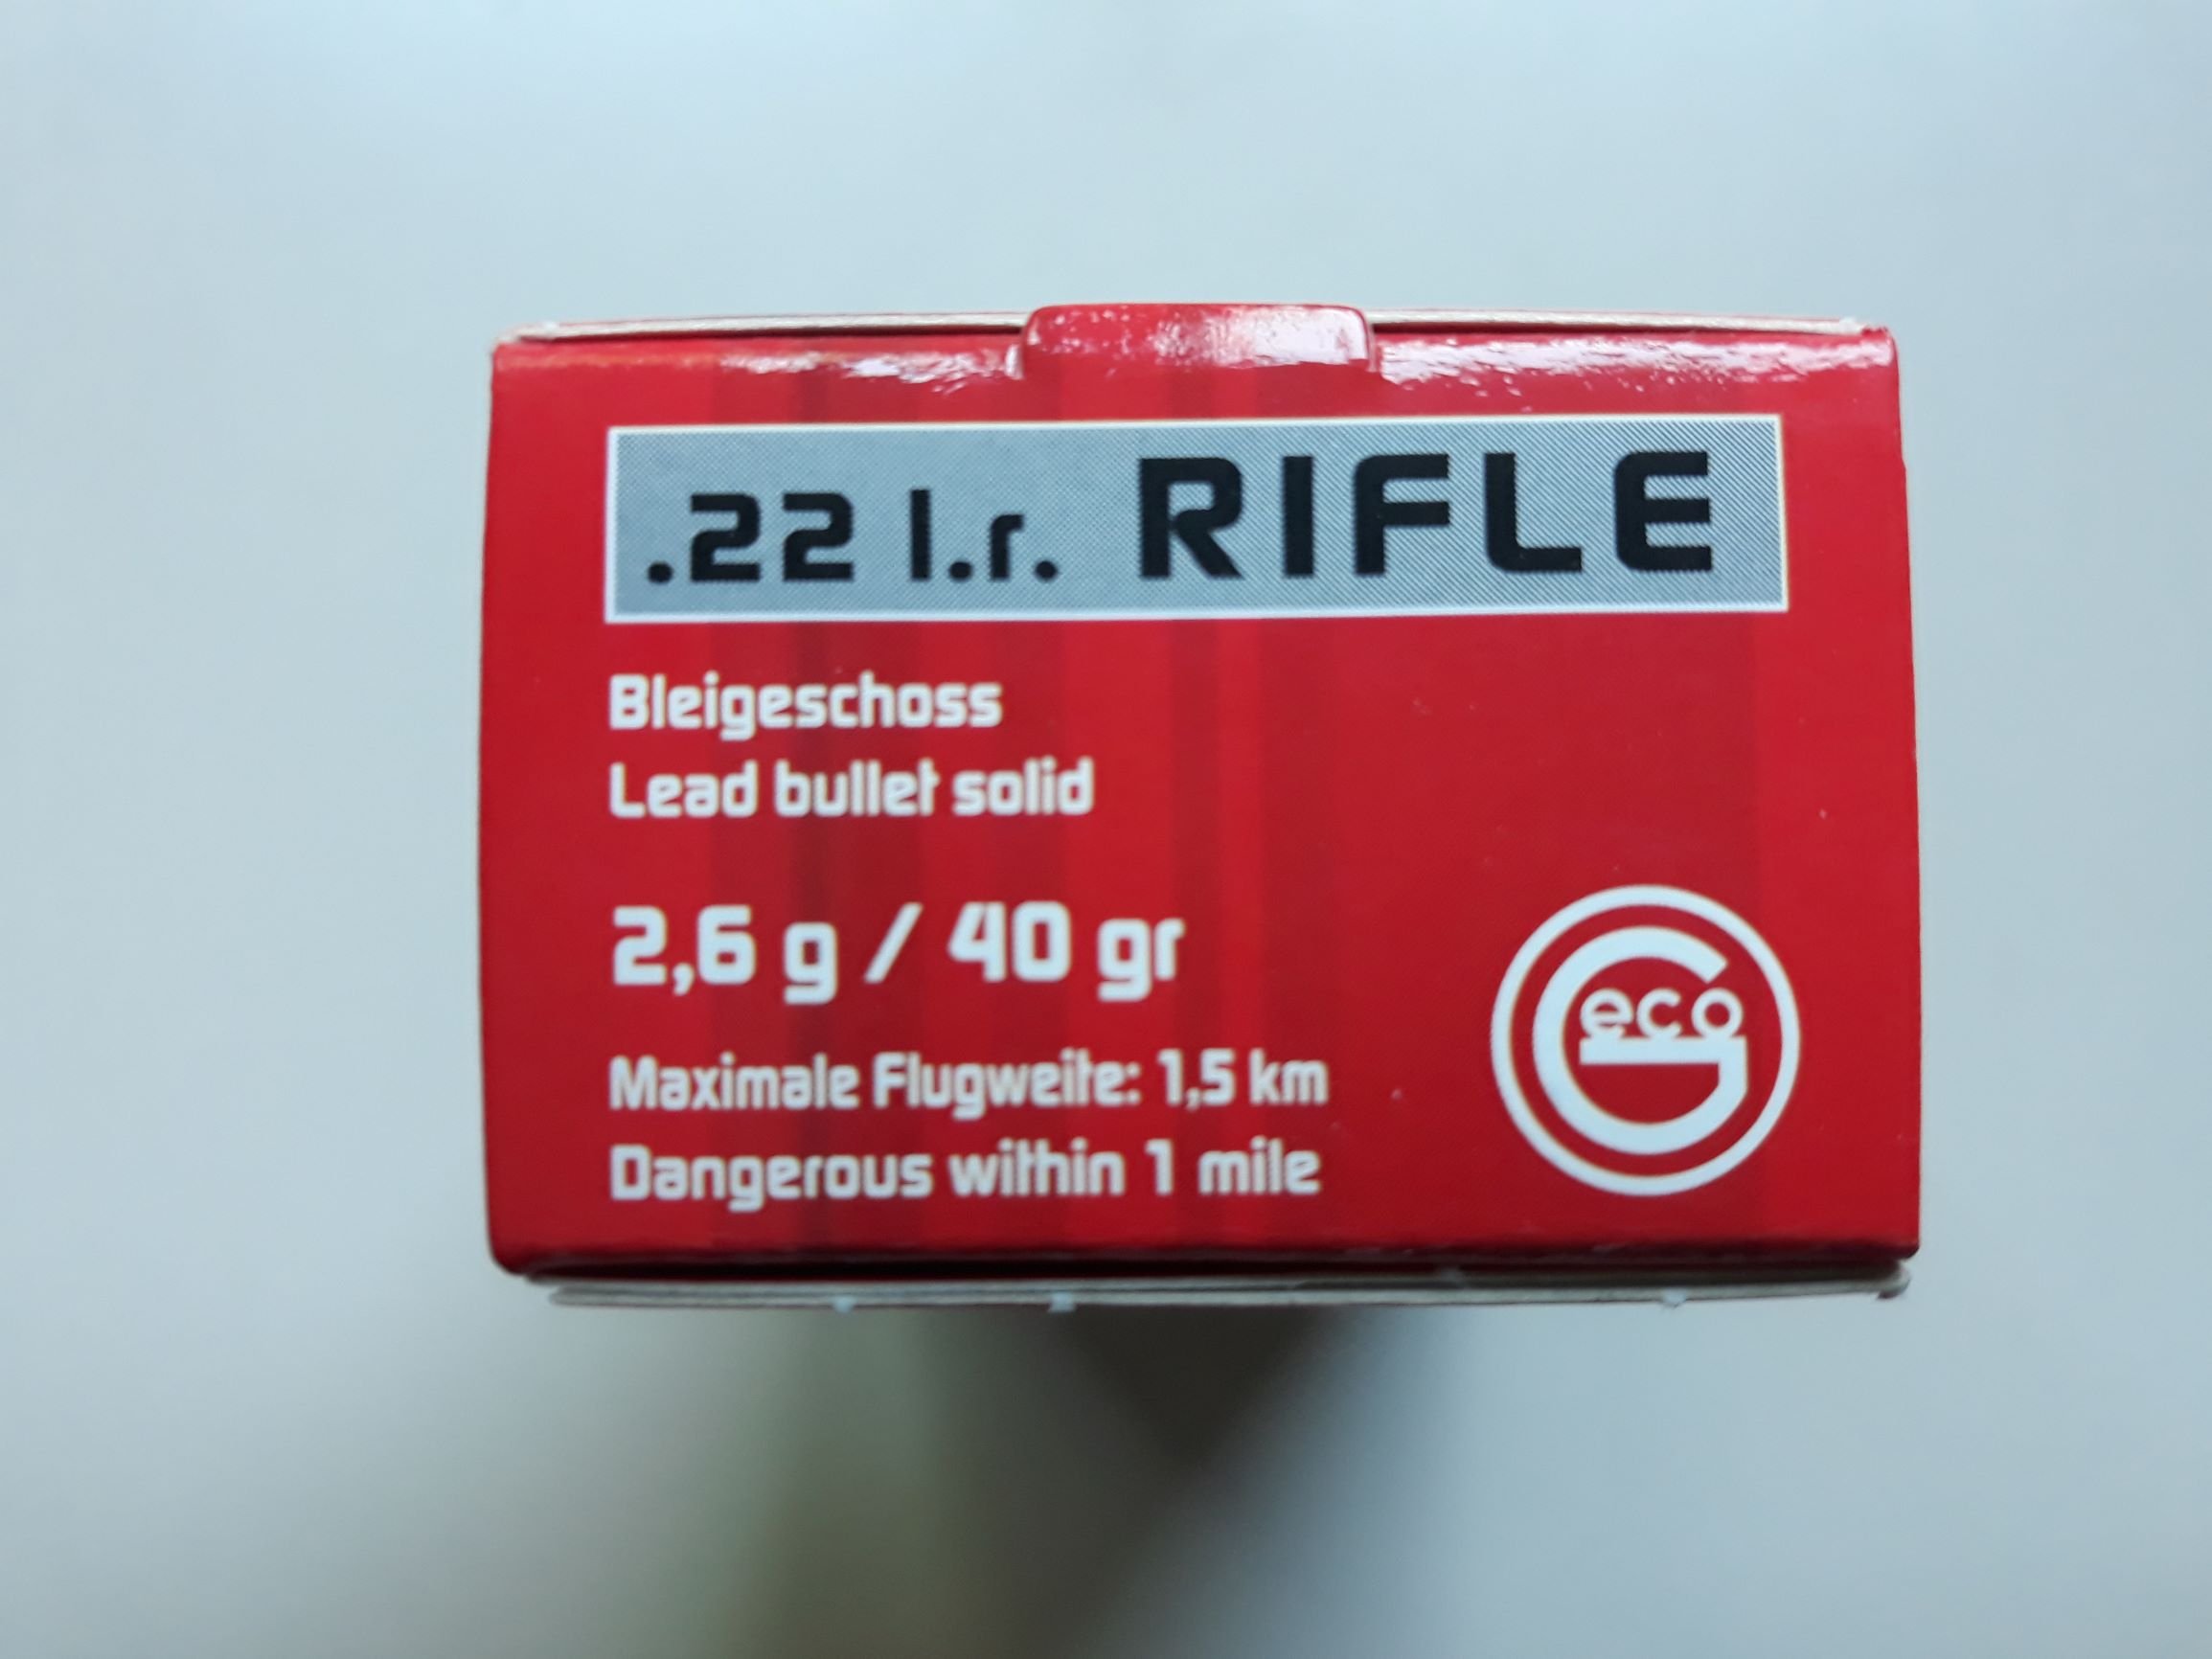 .22 l.r. RIFLE
Bleigeschoss
Lead bullet solid
2,6 g / 40 gr
Maximale Flugweite: 1,5 km
Dangerous within 1 mile
Geco